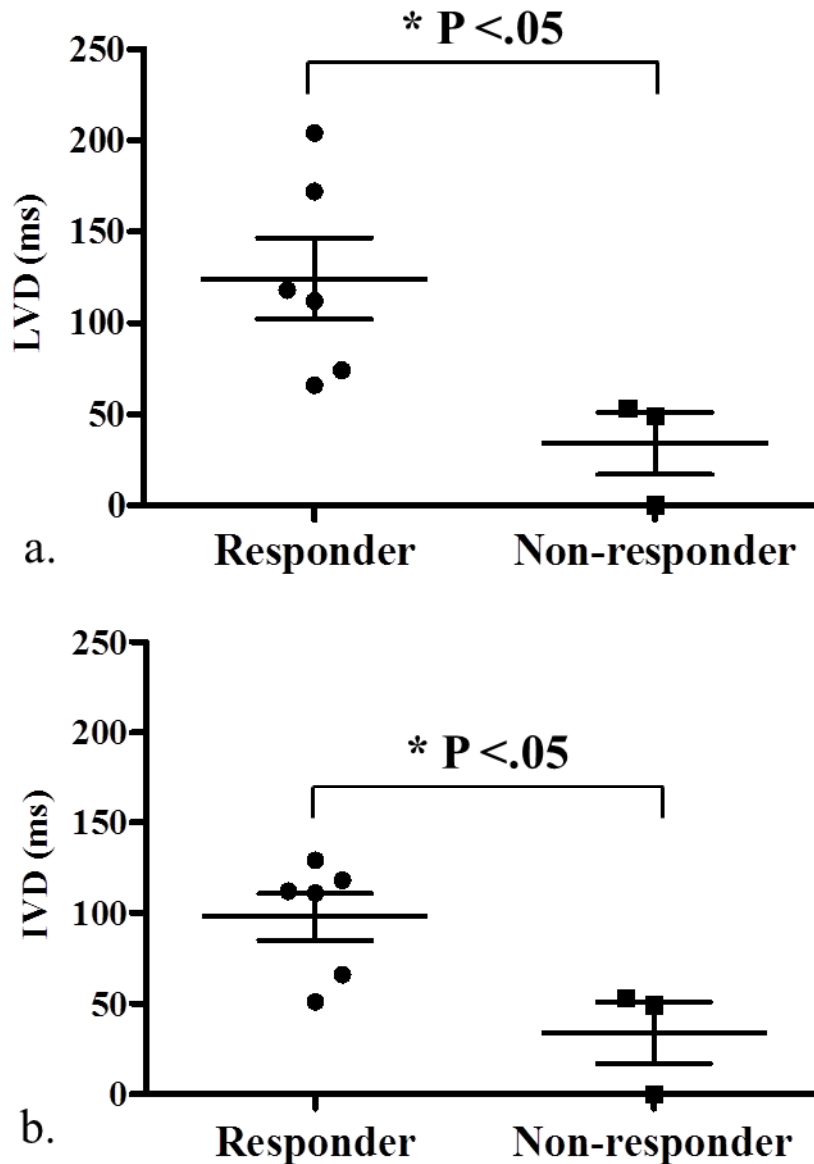 * P <.05
250
200
150
100
50
0
LVD (ms)
a.
Responder Non-responder
250
200
150
100
50
0
IVD (ms)
* P <.05
b.
Responder Non-responder